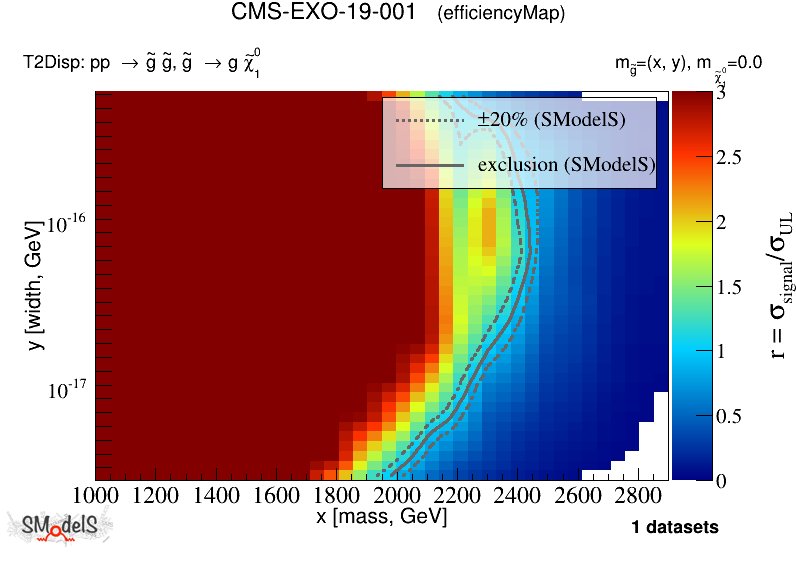 CMS-EXO-19-001 (efficiencyMap)
T2Disp: pp → g̃ g̃, g̃ → g χ̃₁⁰ m_g̃=(x, y), m_χ̃₁⁰=0.0
±20% (SModelS)
exclusion (SModelS)
3
2.5
2
1.5
1
0.5
0
r = σ_signal/σ_UL
y [width, GeV]
10⁻¹⁶
10⁻¹⁷
1000 1200 1400 1600 1800 2000 2200 2400 2600 2800
x [mass, GeV]
SModelS
1 datasets